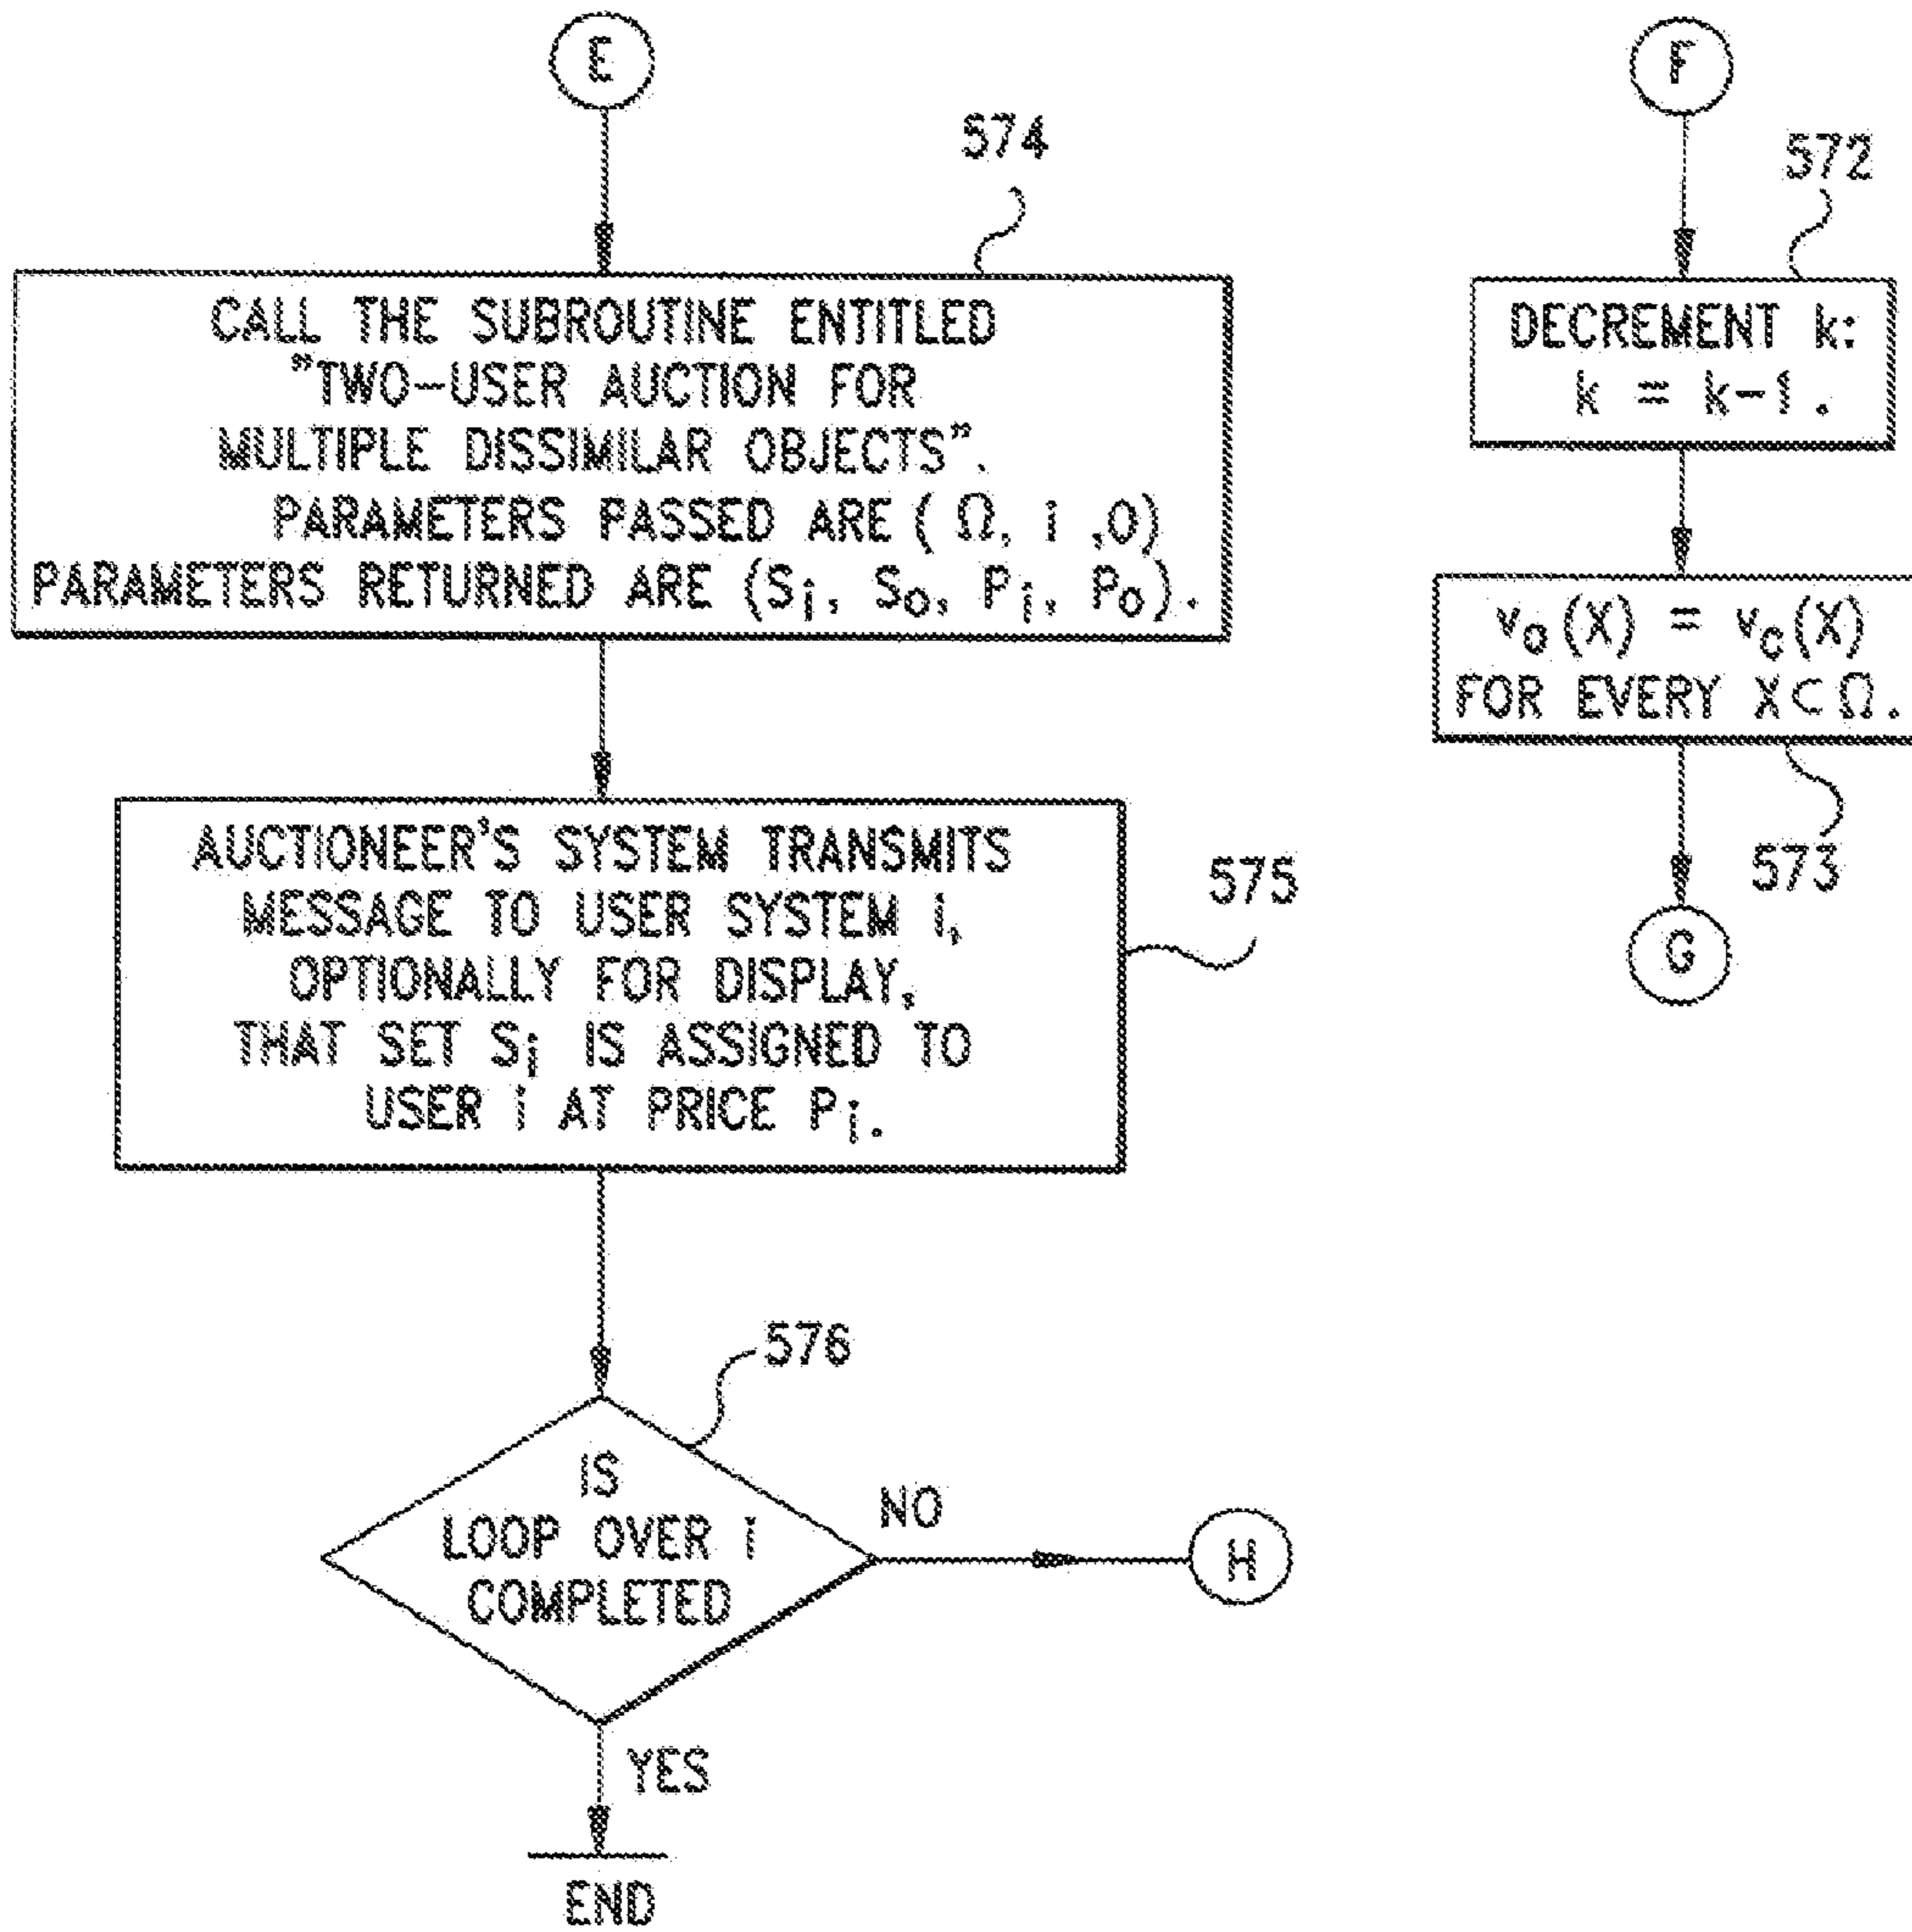 E
574
CALL THE SUBROUTINE ENTITLED
"TWO-USER AUCTION FOR
MULTIPLE DISSIMILAR OBJECTS".
PARAMETERS PASSED ARE ( Ω, i ,0)
PARAMETERS RETURNED ARE (Si, S0, Pi, P0).
AUCTIONEER'S SYSTEM TRANSMITS
MESSAGE TO USER SYSTEM i,
OPTIONALLY FOR DISPLAY,
THAT SET Si IS ASSIGNED TO
USER i AT PRICE Pi.
575
576
IS
LOOP OVER i
COMPLETED
NO
H
YES
END
F
572
DECREMENT k:
k = k-1.
v0(X) = vC(X)
FOR EVERY X⊂Ω.
573
G